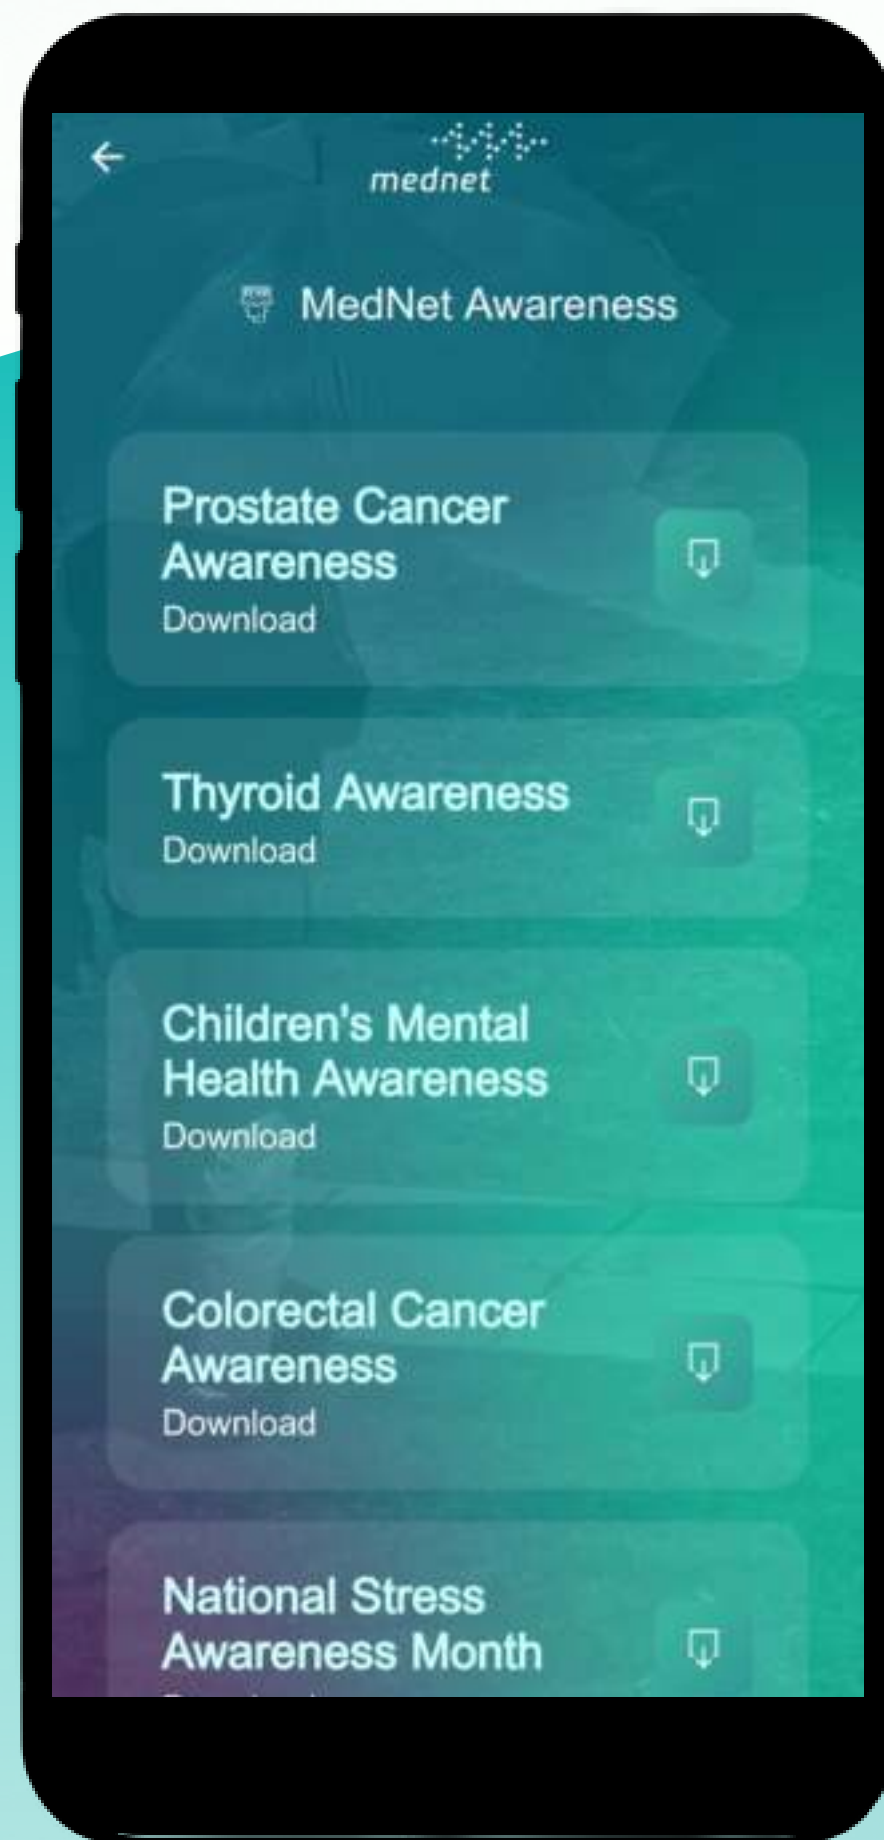 mednet
MedNet Awareness
Prostate Cancer
Awareness
Download
Thyroid Awareness
Download
Children's Mental
Health Awareness
Download
Colorectal Cancer
Awareness
Download
National Stress
Awareness Month